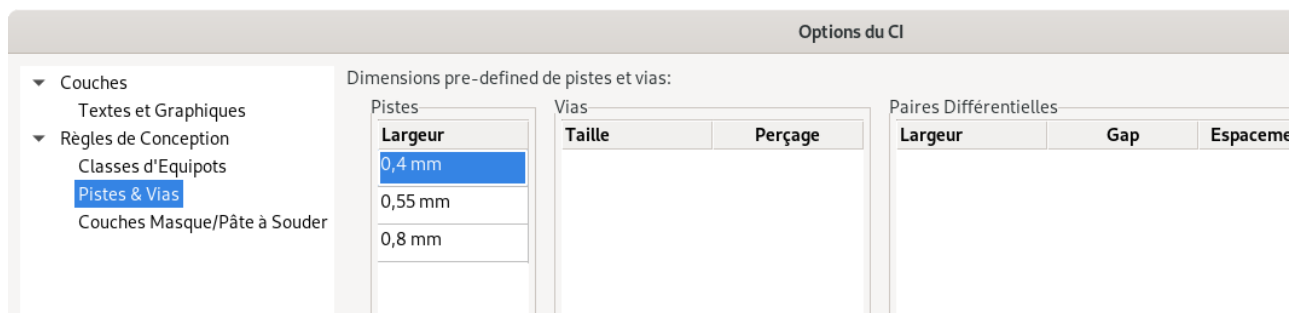 Options du CI
Couches
Textes et Graphiques
Règles de Conception
Classes d'Equipots
Pistes & Vias
Couches Masque/Pâte à Souder
Dimensions pre-defined de pistes et vias:
Pistes
Largeur
0,4 mm
0,55 mm
0,8 mm
Vias
Taille Perçage
Paires Différentielles
Largeur Gap Espaceme